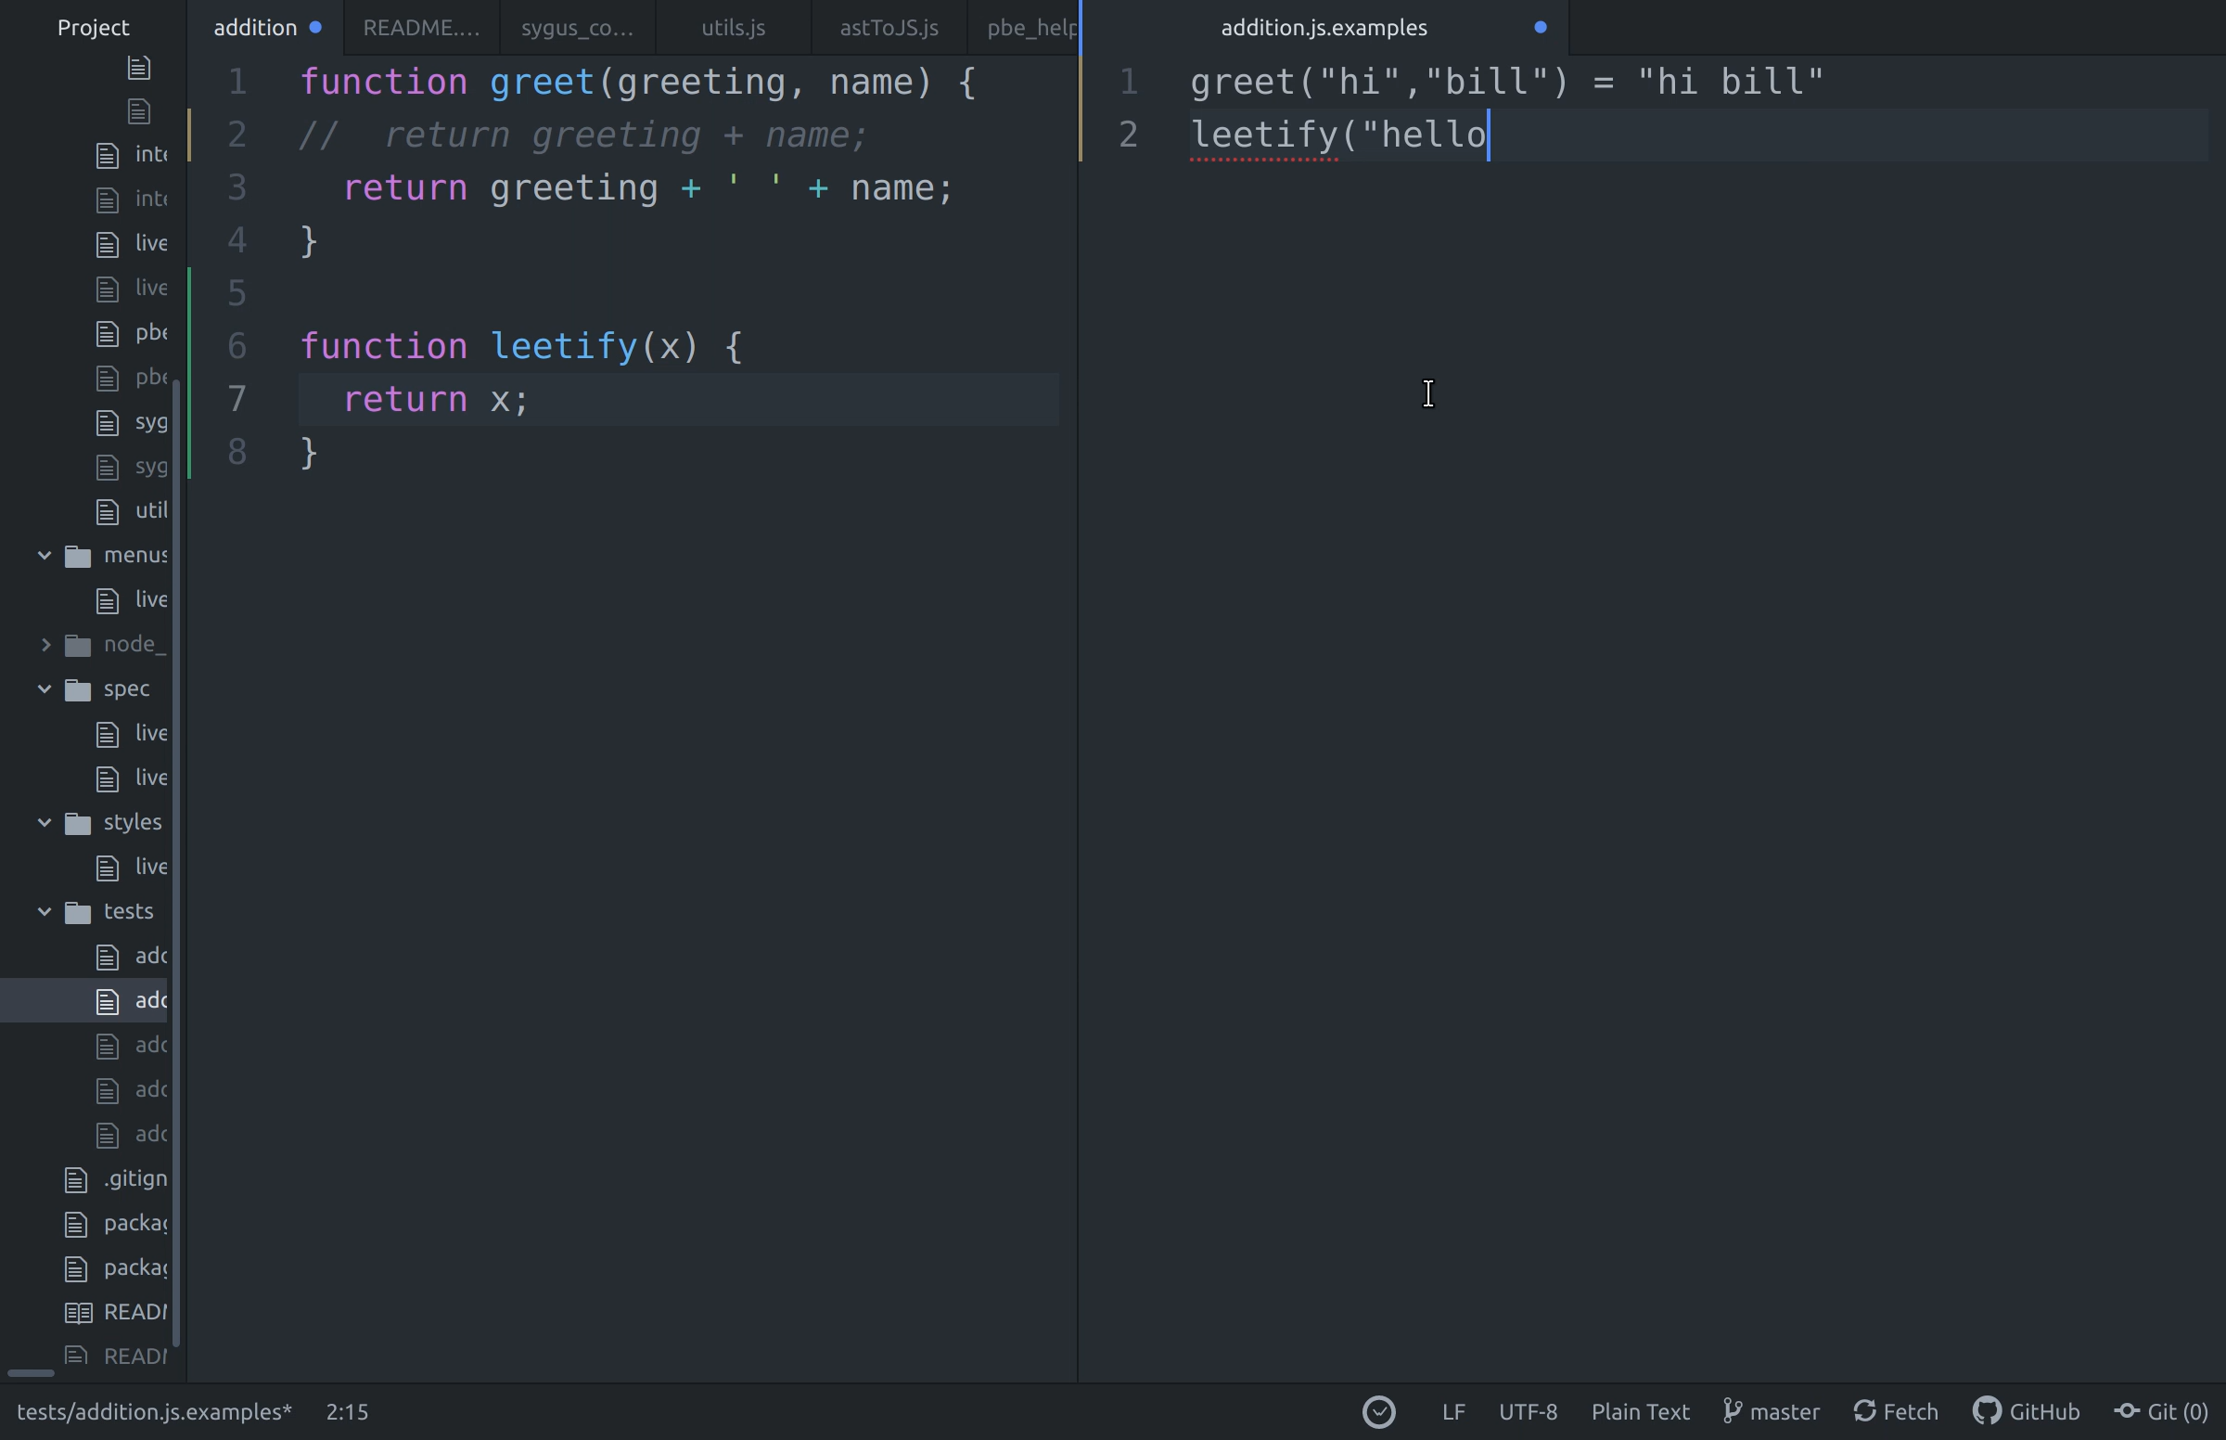 Project
addition
README....
sygus_co...
utils.js
astToJS.js
pbe_help
addition.js.examples
inte
inte
live
live
pbe
pbe
syg
syg
util
menus
live
node_
spec
live
live
styles
live
tests
add
add
add
add
add
.gitign
packag
packag
READM
READM
1 function greet(greeting, name) {
2 //  return greeting + name;
3   return greeting + ' ' + name;
4 }
5
6 function leetify(x) {
7   return x;
8 }
1 greet("hi","bill") = "hi bill"
2 leetify("hello
tests/addition.js.examples* 2:15 LF UTF-8 Plain Text master Fetch GitHub Git (0)